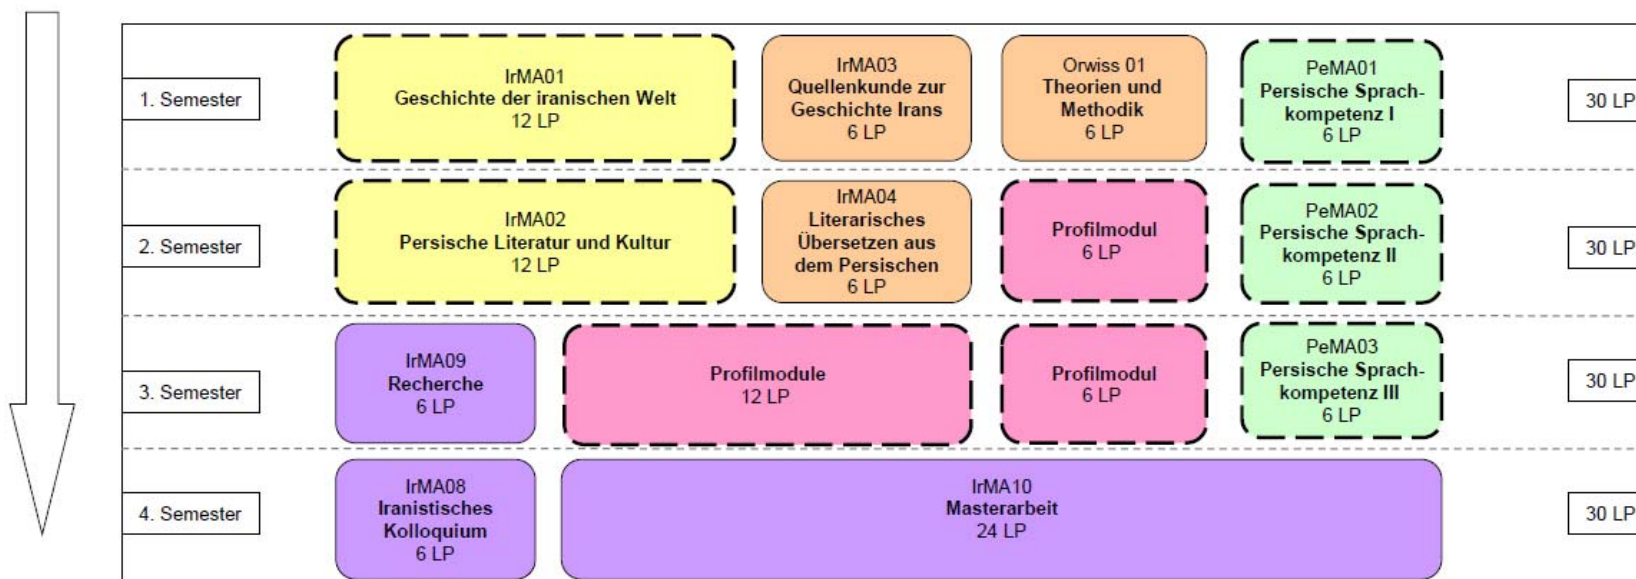 1. Semester
IrMA01
Geschichte der iranischen Welt
12 LP
IrMA03
Quellenkunde zur
Geschichte Irans
6 LP
Orwiss 01
Theorien und
Methodik
6 LP
PeMA01
Persische Sprach-
kompetenz I
6 LP
30 LP
2. Semester
IrMA02
Persische Literatur und Kultur
12 LP
IrMA04
Literarisches
Übersetzen aus
dem Persischen
6 LP
Profilmodul
6 LP
PeMA02
Persische Sprach-
kompetenz II
6 LP
30 LP
3. Semester
IrMA09
Recherche
6 LP
Profilmodule
12 LP
Profilmodul
6 LP
PeMA03
Persische Sprach-
kompetenz III
6 LP
30 LP
4. Semester
IrMA08
Iranistisches
Kolloquium
6 LP
IrMA10
Masterarbeit
24 LP
30 LP